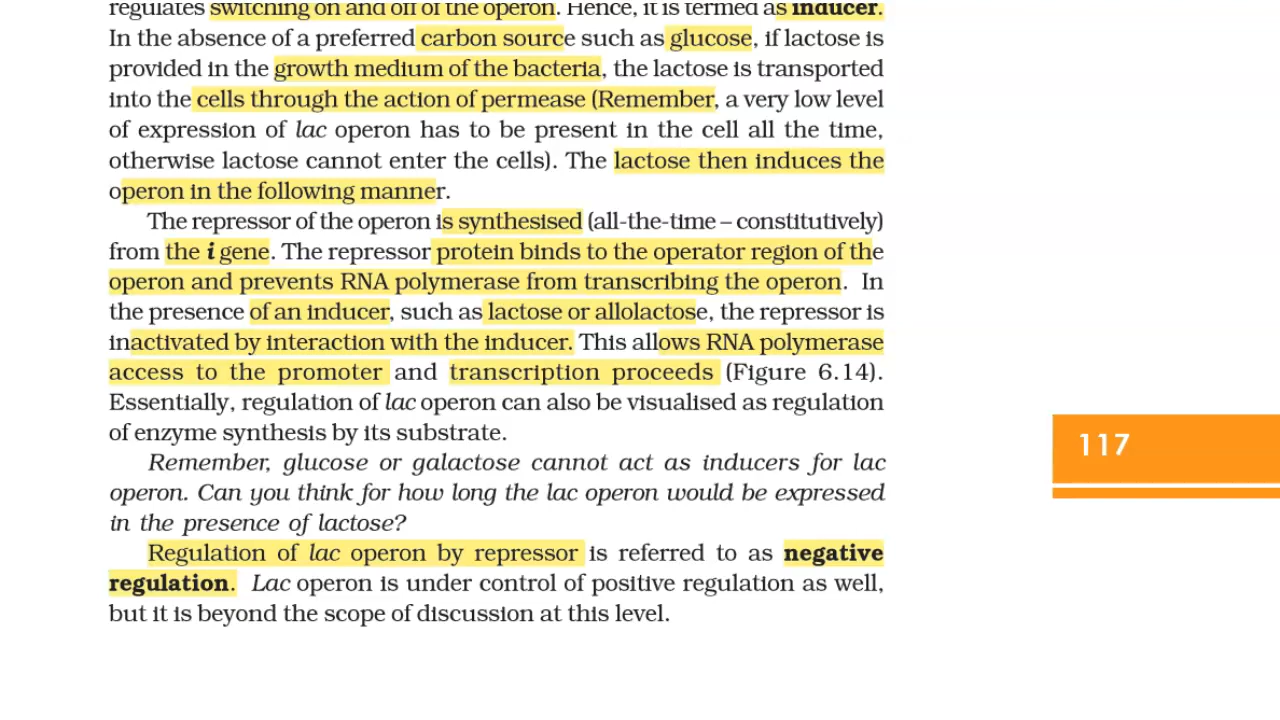 regulates switching on and off of the operon. Hence, it is termed as inducer.
In the absence of a preferred carbon source such as glucose, if lactose is
provided in the growth medium of the bacteria, the lactose is transported
into the cells through the action of permease (Remember, a very low level
of expression of lac operon has to be present in the cell all the time,
otherwise lactose cannot enter the cells). The lactose then induces the
operon in the following manner.
The repressor of the operon is synthesised (all-the-time – constitutively)
from the i gene. The repressor protein binds to the operator region of the
operon and prevents RNA polymerase from transcribing the operon. In
the presence of an inducer, such as lactose or allolactose, the repressor is
inactivated by interaction with the inducer. This allows RNA polymerase
access to the promoter and transcription proceeds (Figure 6.14).
Essentially, regulation of lac operon can also be visualised as regulation
of enzyme synthesis by its substrate.
Remember, glucose or galactose cannot act as inducers for lac
operon. Can you think for how long the lac operon would be expressed
in the presence of lactose?
Regulation of lac operon by repressor is referred to as negative
regulation. Lac operon is under control of positive regulation as well,
but it is beyond the scope of discussion at this level.
117